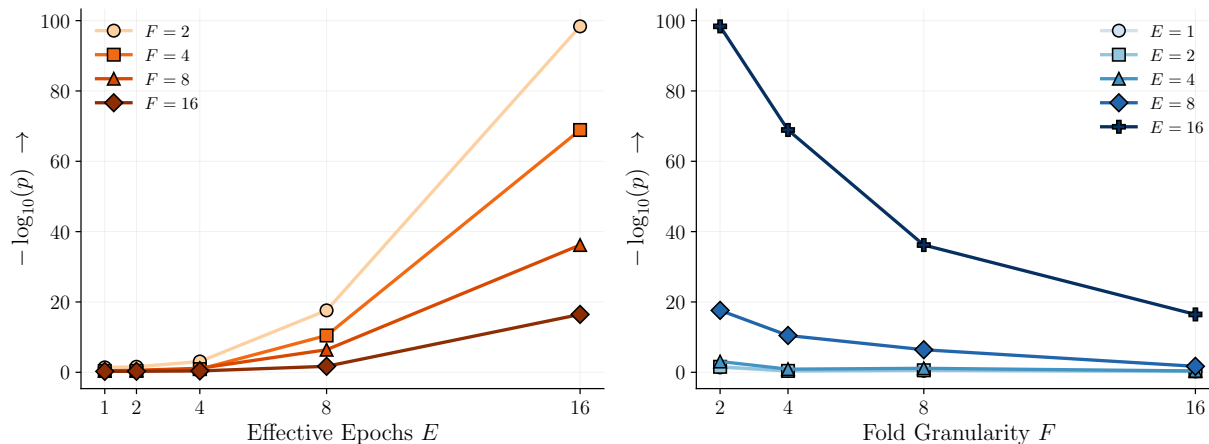 100
80
60
40
20
0
− log₁₀(p) →
F = 2
F = 4
F = 8
F = 16
1 2 4 8 16
Effective Epochs E
100
80
60
40
20
0
− log₁₀(p) →
E = 1
E = 2
E = 4
E = 8
E = 16
2 4 8 16
Fold Granularity F